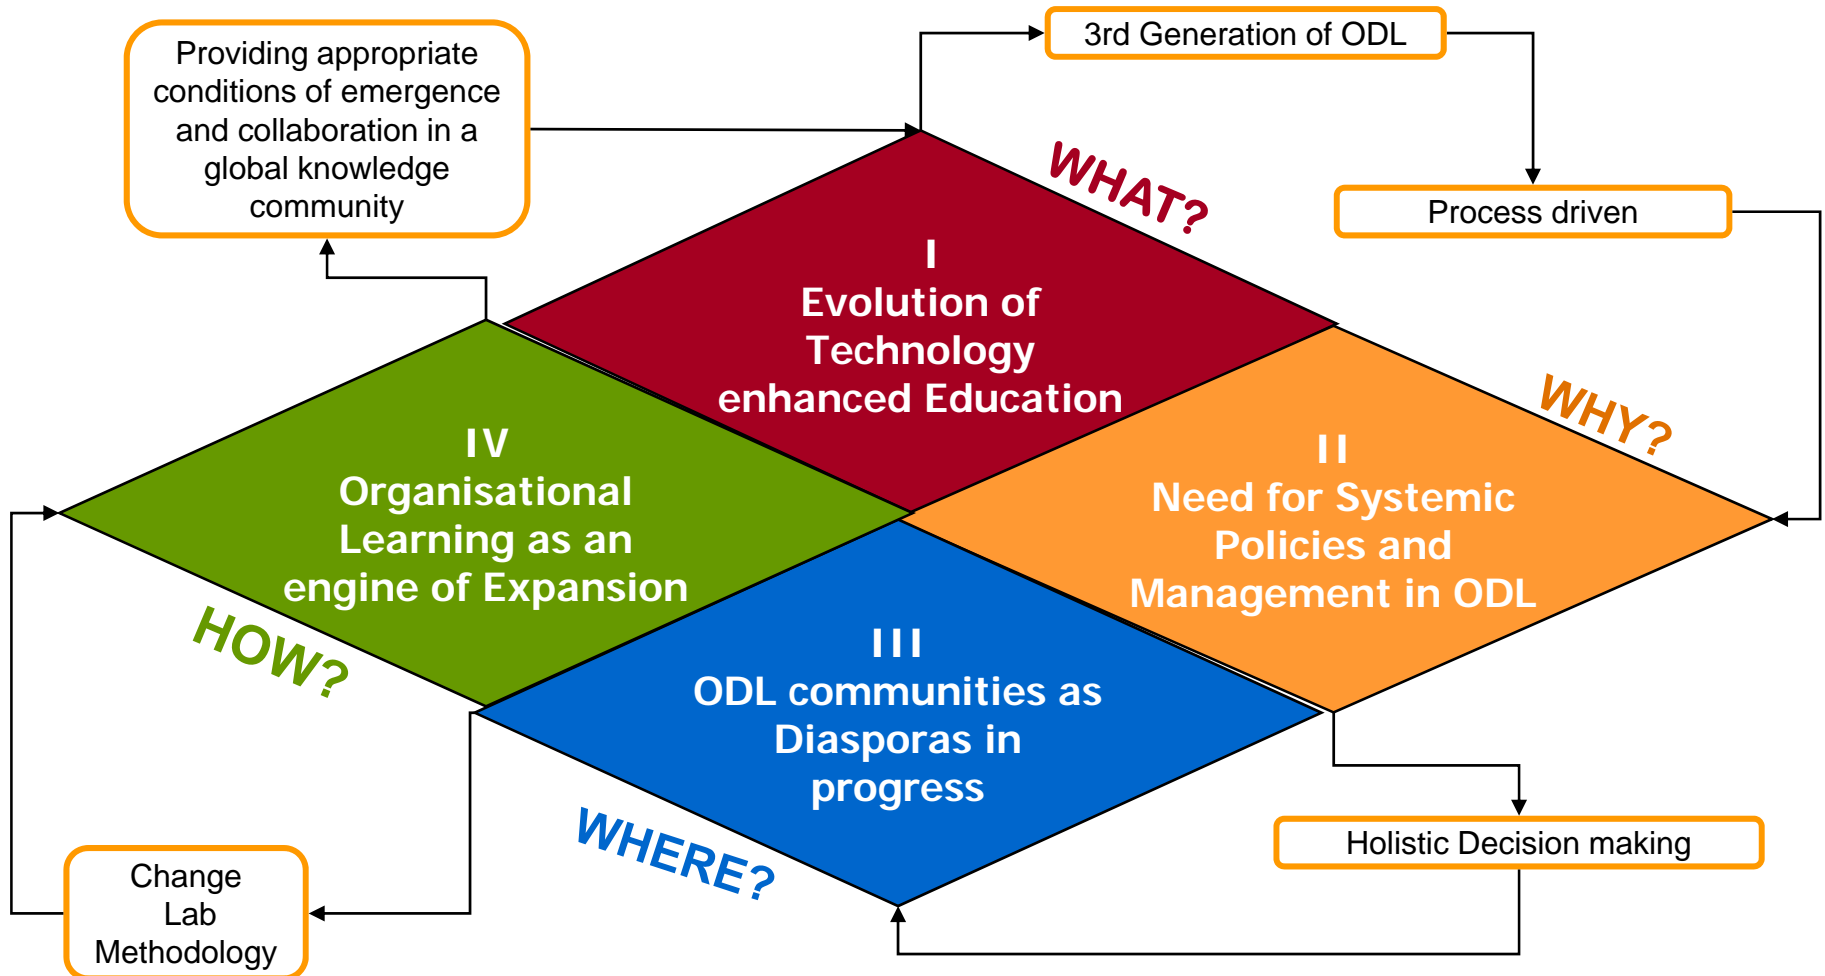 3rd Generation of ODL
Providing appropriate
conditions of emergence
and collaboration in a
global knowledge
community
WHAT?
Process driven
I
Evolution of
Technology
enhanced Education
WHY?
IV
Organisational
Learning as an
engine of Expansion
II
Need for Systemic
Policies and
Management in ODL
HOW?
III
ODL communities as
Diasporas in
progress
WHERE?
Holistic Decision making
Change
Lab
Methodology